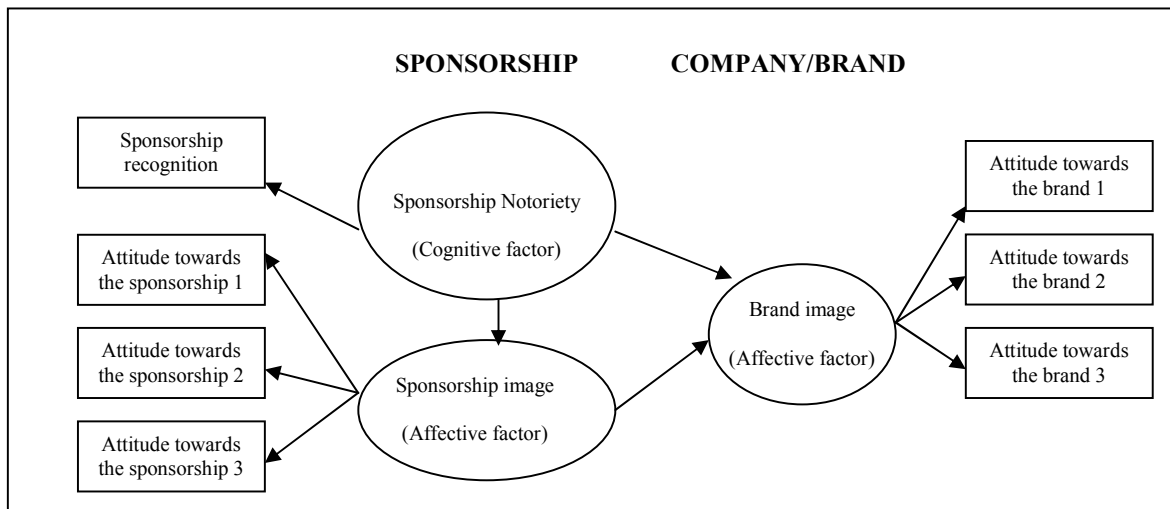 SPONSORSHIP
COMPANY/BRAND
Sponsorship
recognition
Sponsorship Notoriety
(Cognitive factor)
Attitude towards
the sponsorship 1
Attitude towards
the sponsorship 2
Attitude towards
the sponsorship 3
Sponsorship image
(Affective factor)
Brand image
(Affective factor)
Attitude towards
the brand 1
Attitude towards
the brand 2
Attitude towards
the brand 3